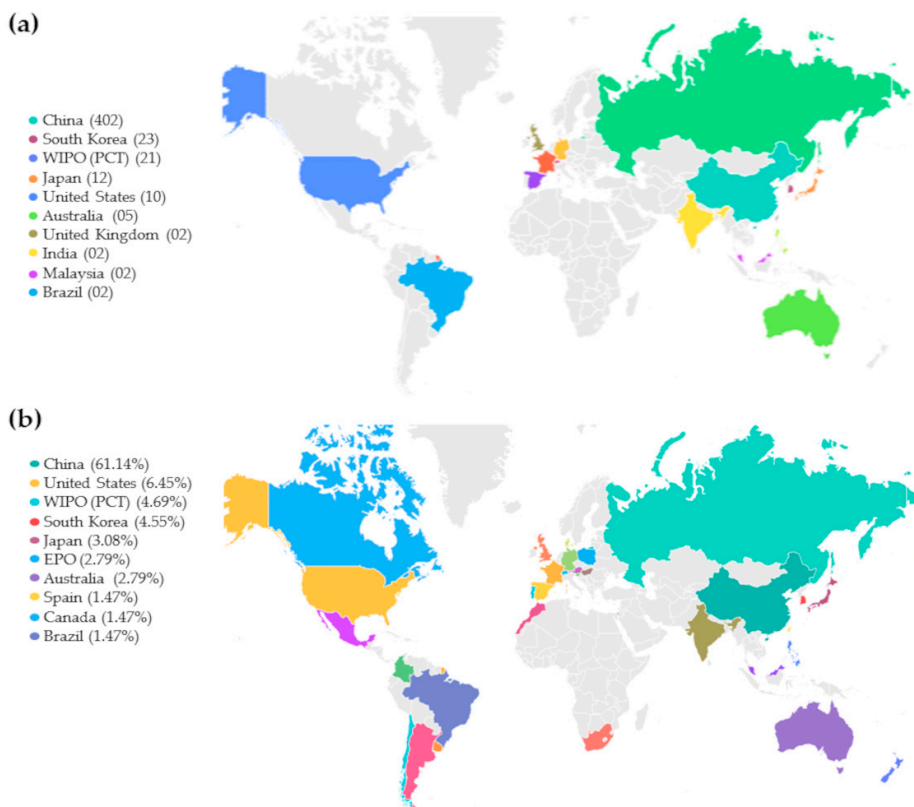 (a)
China (402)
South Korea (23)
WIPO (PCT) (21)
Japan (12)
United States (10)
Australia (05)
United Kingdom (02)
India (02)
Malaysia (02)
Brazil (02)
(b)
China (61.14%)
United States (6.45%)
WIPO (PCT) (4.69%)
South Korea (4.55%)
Japan (3.08%)
EPO (2.79%)
Australia (2.79%)
Spain (1.47%)
Canada (1.47%)
Brazil (1.47%)